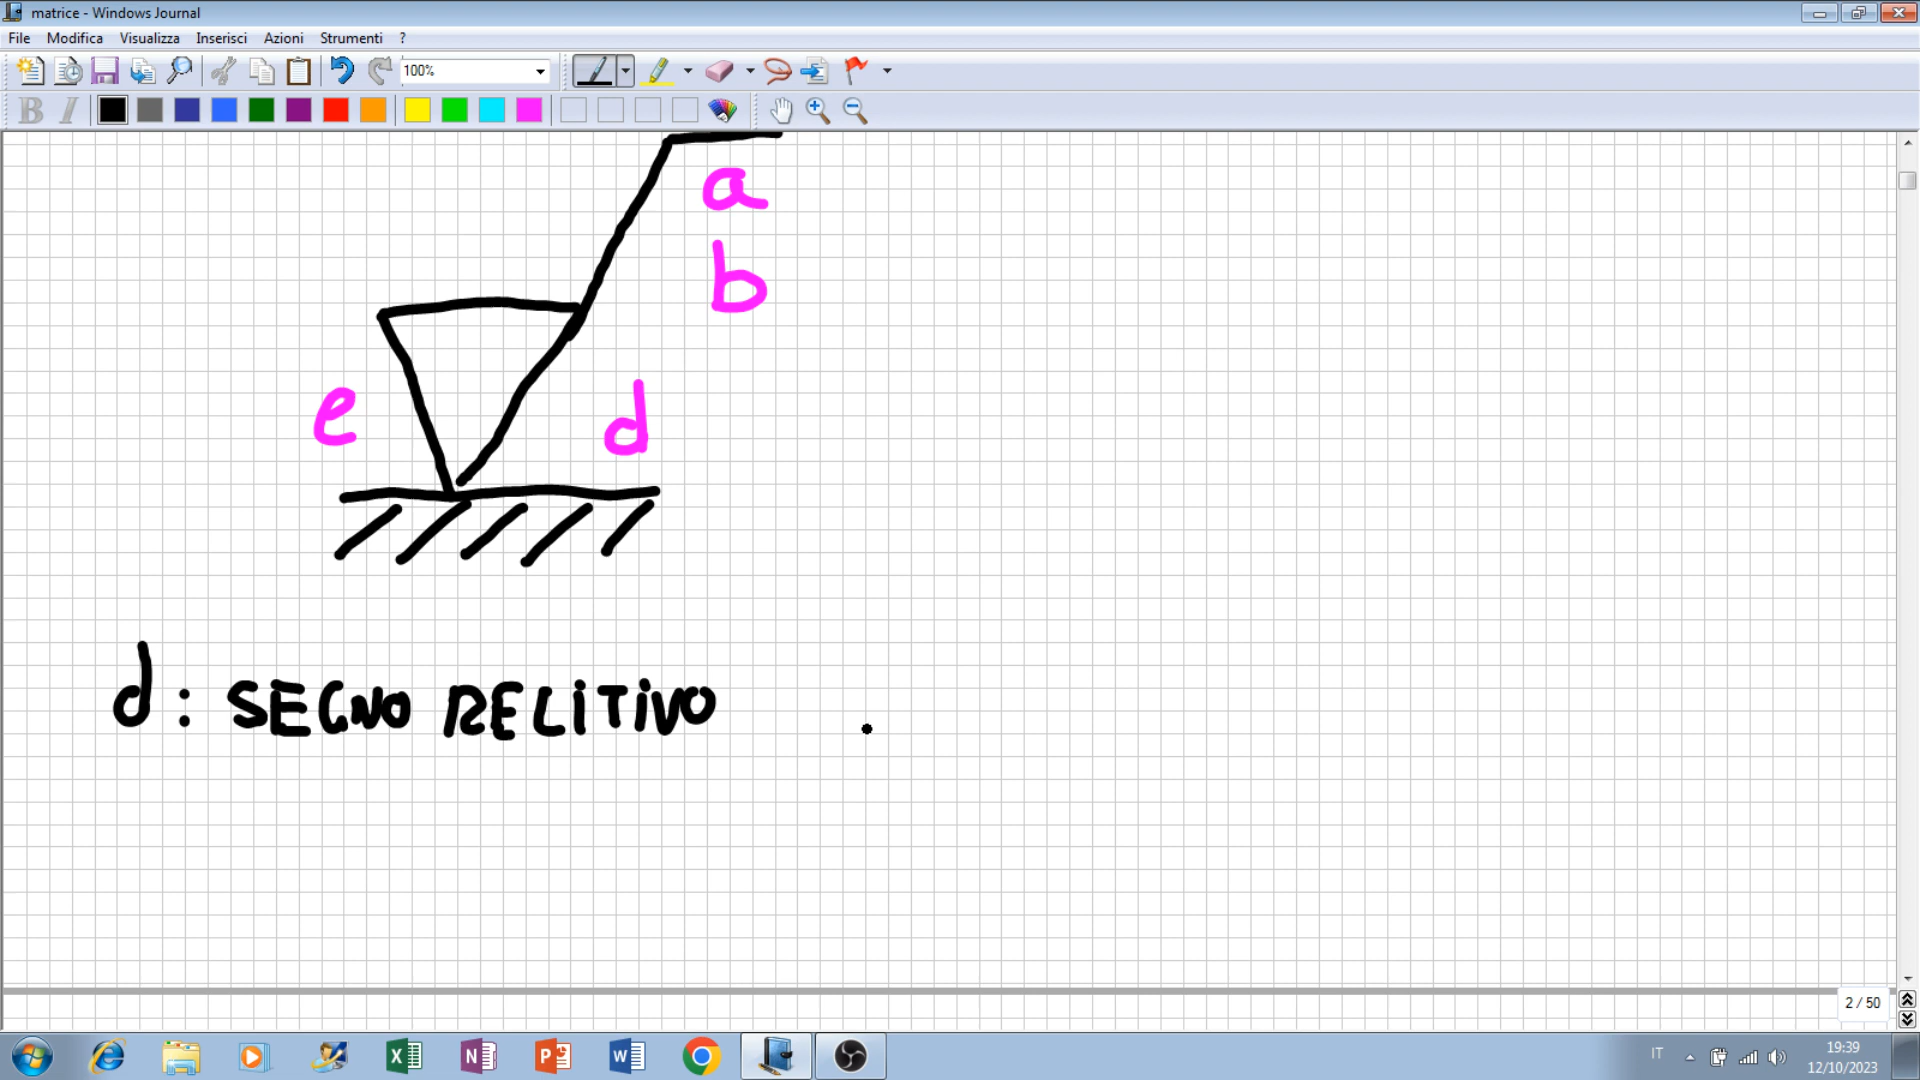 matrice - Windows Journal
File Modifica Visualizza Inserisci Azioni Strumenti ?
100%
B I
a
b
e
d
d: SEGNO RELITIVO
2 / 50
IT
19:39
12/10/2023